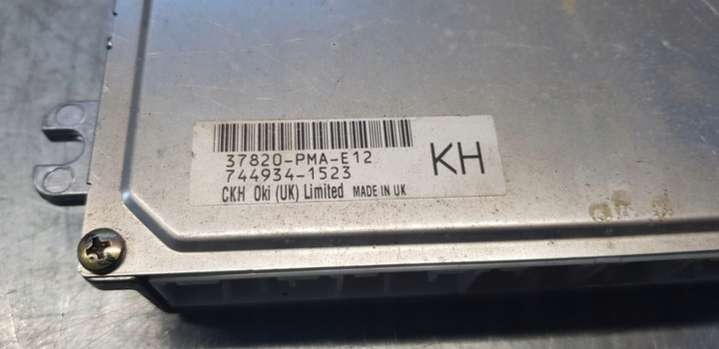 37820-PMA-E12
744934-1523
CKH Oki (UK) Limited MADE IN UK
KH